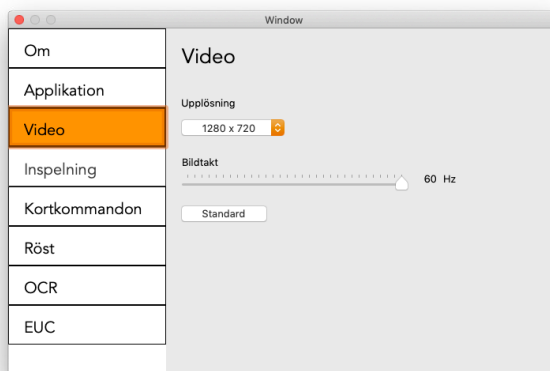 Window
Om
Applikation
Video
Inspelning
Kortkommandon
Röst
OCR
EUC
Video
Upplösning
1280 x 720
Bildtakt
60 Hz
Standard